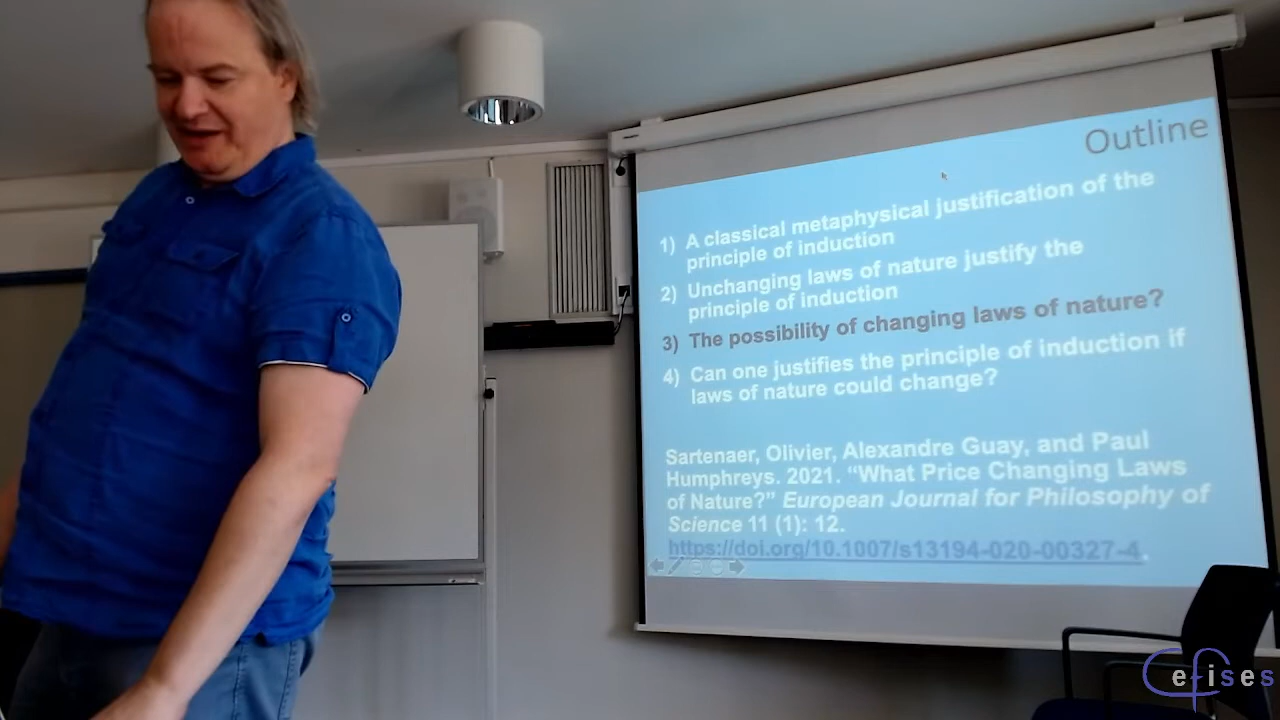 Outline
1) A classical metaphysical justification of the
principle of induction
2) Unchanging laws of nature justify the
principle of induction
3) The possibility of changing laws of nature?
4) Can one justifies the principle of induction if
laws of nature could change?
Sartenaer, Olivier, Alexandre Guay, and Paul
Humphreys. 2021. “What Price Changing Laws
of Nature?” European Journal for Philosophy of
Science 11 (1): 12.
https://doi.org/10.1007/s13194-020-00327-4.
Cefises